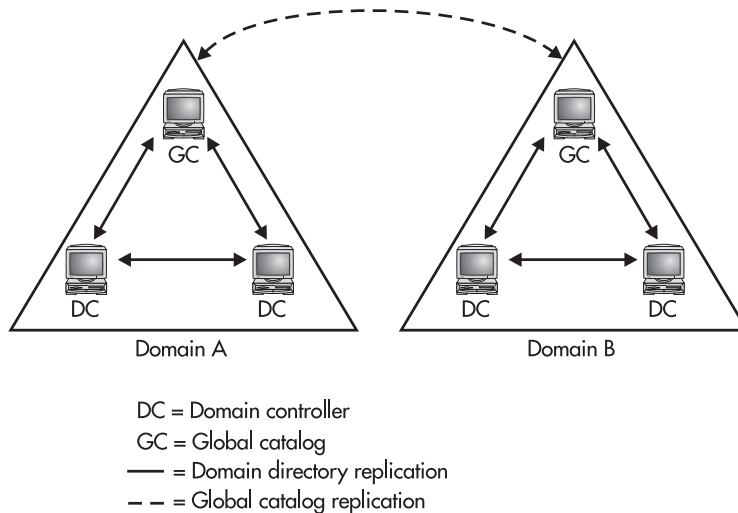 GC
GC
DC
DC
DC
DC
Domain A
Domain B
DC = Domain controller
GC = Global catalog
= Domain directory replication
= Global catalog replication